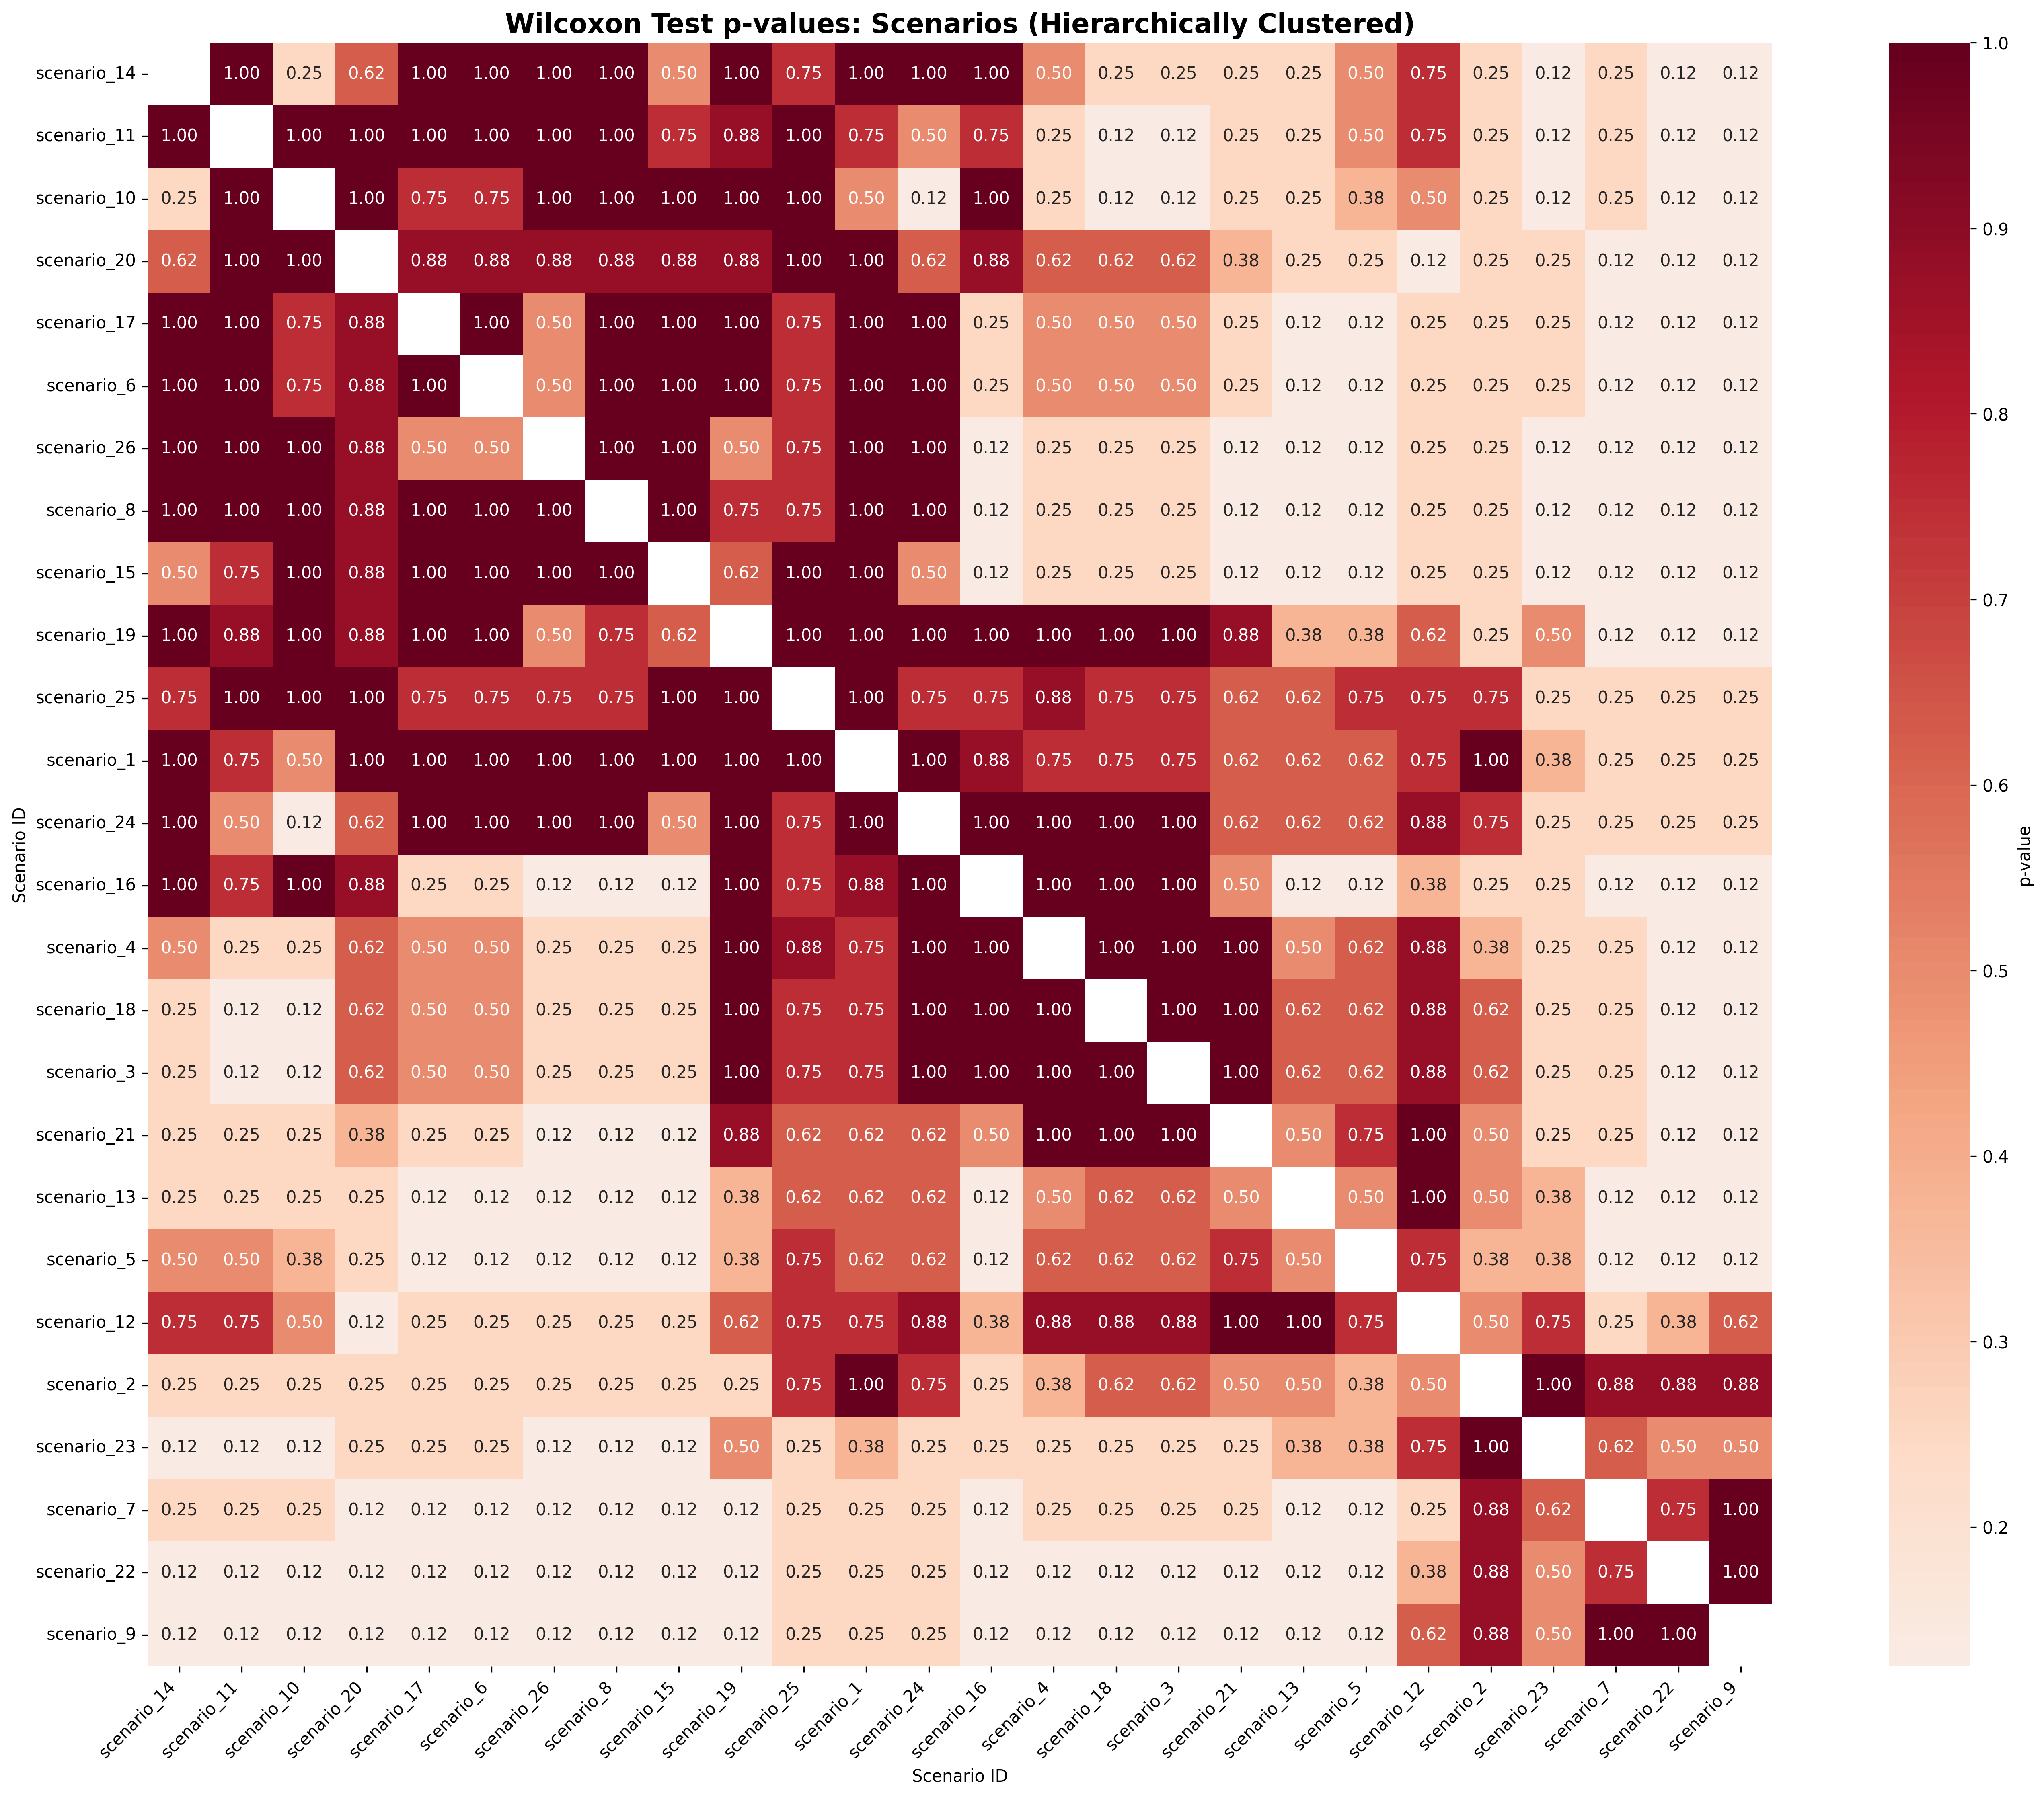 Wilcoxon Test p-values: Scenarios (Hierarchically Clustered)
scenario_14 1.00 0.25 0.62 1.00 1.00 1.00 1.00 0.50 1.00 0.75 1.00 1.00 1.00 0.50 0.25 0.25 0.25 0.25 0.50 0.75 0.25 0.12 0.25 0.12 0.12
scenario_11 1.00 1.00 1.00 1.00 1.00 1.00 1.00 0.75 0.88 1.00 0.75 0.50 0.75 0.25 0.12 0.12 0.25 0.25 0.50 0.75 0.25 0.12 0.25 0.12 0.12
scenario_10 0.25 1.00 1.00 0.75 0.75 1.00 1.00 1.00 1.00 1.00 0.50 0.12 1.00 0.25 0.12 0.12 0.25 0.25 0.38 0.50 0.25 0.12 0.25 0.12 0.12
scenario_20 0.62 1.00 1.00 0.88 0.88 0.88 0.88 0.88 0.88 1.00 1.00 0.62 0.88 0.62 0.62 0.62 0.38 0.25 0.25 0.12 0.25 0.25 0.12 0.12 0.12
scenario_17 1.00 1.00 0.75 0.88 1.00 0.50 1.00 1.00 1.00 0.75 1.00 1.00 0.25 0.50 0.50 0.50 0.25 0.12 0.12 0.25 0.25 0.25 0.12 0.12 0.12
scenario_6 1.00 1.00 0.75 0.88 1.00 0.50 1.00 1.00 1.00 0.75 1.00 1.00 0.25 0.50 0.50 0.50 0.25 0.12 0.12 0.25 0.25 0.25 0.12 0.12 0.12
scenario_26 1.00 1.00 1.00 0.88 0.50 0.50 1.00 1.00 0.50 0.75 1.00 1.00 0.12 0.25 0.25 0.25 0.12 0.12 0.12 0.25 0.25 0.12 0.12 0.12 0.12
scenario_8 1.00 1.00 1.00 0.88 1.00 1.00 1.00 1.00 0.75 0.75 1.00 1.00 0.12 0.25 0.25 0.25 0.12 0.12 0.12 0.25 0.25 0.12 0.12 0.12 0.12
scenario_15 0.50 0.75 1.00 0.88 1.00 1.00 1.00 1.00 0.62 1.00 1.00 0.50 0.12 0.25 0.25 0.25 0.12 0.12 0.12 0.25 0.25 0.12 0.12 0.12 0.12
scenario_19 1.00 0.88 1.00 0.88 1.00 1.00 0.50 0.75 0.62 1.00 1.00 1.00 1.00 1.00 1.00 1.00 0.88 0.38 0.38 0.62 0.25 0.50 0.12 0.12 0.12
scenario_25 0.75 1.00 1.00 1.00 0.75 0.75 0.75 0.75 1.00 1.00 1.00 0.75 0.75 0.88 0.75 0.75 0.62 0.62 0.75 0.75 0.75 0.25 0.25 0.25 0.25
scenario_1 1.00 0.75 0.50 1.00 1.00 1.00 1.00 1.00 1.00 1.00 1.00 1.00 0.88 0.75 0.75 0.75 0.62 0.62 0.62 0.75 1.00 0.38 0.25 0.25 0.25
scenario_24 1.00 0.50 0.12 0.62 1.00 1.00 1.00 1.00 0.50 1.00 0.75 1.00 1.00 1.00 1.00 1.00 0.62 0.62 0.62 0.88 0.75 0.25 0.25 0.25 0.25
scenario_16 1.00 0.75 1.00 0.88 0.25 0.25 0.12 0.12 0.12 1.00 0.75 0.88 1.00 1.00 1.00 1.00 0.50 0.12 0.12 0.38 0.25 0.25 0.12 0.12 0.12
scenario_4 0.50 0.25 0.25 0.62 0.50 0.50 0.25 0.25 0.25 1.00 0.88 0.75 1.00 1.00 1.00 1.00 1.00 0.50 0.62 0.88 0.38 0.25 0.25 0.12 0.12
scenario_18 0.25 0.12 0.12 0.62 0.50 0.50 0.25 0.25 0.25 1.00 0.75 0.75 1.00 1.00 1.00 1.00 1.00 0.62 0.62 0.88 0.62 0.25 0.25 0.12 0.12
scenario_3 0.25 0.12 0.12 0.62 0.50 0.50 0.25 0.25 0.25 1.00 0.75 0.75 1.00 1.00 1.00 1.00 1.00 0.62 0.62 0.88 0.62 0.25 0.25 0.12 0.12
scenario_21 0.25 0.25 0.25 0.38 0.25 0.25 0.12 0.12 0.12 0.88 0.62 0.62 0.62 0.50 1.00 1.00 1.00 0.50 0.75 1.00 0.50 0.25 0.25 0.12 0.12
scenario_13 0.25 0.25 0.25 0.25 0.12 0.12 0.12 0.12 0.12 0.38 0.62 0.62 0.62 0.12 0.50 0.62 0.62 0.50 0.50 1.00 0.50 0.38 0.12 0.12 0.12
scenario_5 0.50 0.50 0.38 0.25 0.12 0.12 0.12 0.12 0.12 0.38 0.75 0.62 0.62 0.12 0.62 0.62 0.62 0.75 0.50 0.75 0.38 0.38 0.12 0.12 0.12
scenario_12 0.75 0.75 0.50 0.12 0.25 0.25 0.25 0.25 0.25 0.62 0.75 0.75 0.88 0.38 0.88 0.88 0.88 1.00 1.00 0.75 0.50 0.75 0.25 0.38 0.62
scenario_2 0.25 0.25 0.25 0.25 0.25 0.25 0.25 0.25 0.25 0.25 0.75 1.00 0.75 0.25 0.38 0.62 0.62 0.50 0.50 0.38 0.50 1.00 0.88 0.88 0.88
scenario_23 0.12 0.12 0.12 0.25 0.25 0.25 0.12 0.12 0.12 0.50 0.25 0.38 0.25 0.25 0.25 0.25 0.25 0.25 0.38 0.38 0.75 1.00 0.62 0.50 0.50
scenario_7 0.25 0.25 0.25 0.12 0.12 0.12 0.12 0.12 0.12 0.12 0.25 0.25 0.25 0.12 0.25 0.25 0.25 0.25 0.12 0.12 0.25 0.88 0.62 0.75 1.00
scenario_22 0.12 0.12 0.12 0.12 0.12 0.12 0.12 0.12 0.12 0.12 0.25 0.25 0.25 0.12 0.12 0.12 0.12 0.12 0.12 0.12 0.38 0.88 0.50 0.75 1.00
scenario_9 0.12 0.12 0.12 0.12 0.12 0.12 0.12 0.12 0.12 0.12 0.25 0.25 0.25 0.12 0.12 0.12 0.12 0.12 0.12 0.12 0.62 0.88 0.50 1.00 1.00
scenario_14 scenario_11 scenario_10 scenario_20 scenario_17 scenario_6 scenario_26 scenario_8 scenario_15 scenario_19 scenario_25 scenario_1 scenario_24 scenario_16 scenario_4 scenario_18 scenario_3 scenario_21 scenario_13 scenario_5 scenario_12 scenario_2 scenario_23 scenario_7 scenario_22 scenario_9
Scenario ID
Scenario ID
1.0
0.9
0.8
0.7
0.6
0.5
0.4
0.3
0.2
p-value